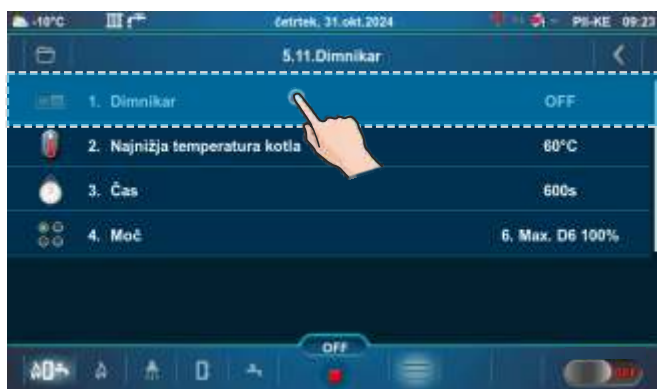 -10°C četrtek, 31.okt.2024 PII-KE 09:23
5.11.Dimnikar
1. Dimnikar OFF
2. Najnižja temperatura kotla 60°C
3. Čas 600s
4. Moč 6. Max. D6 100%
OFF
OFF